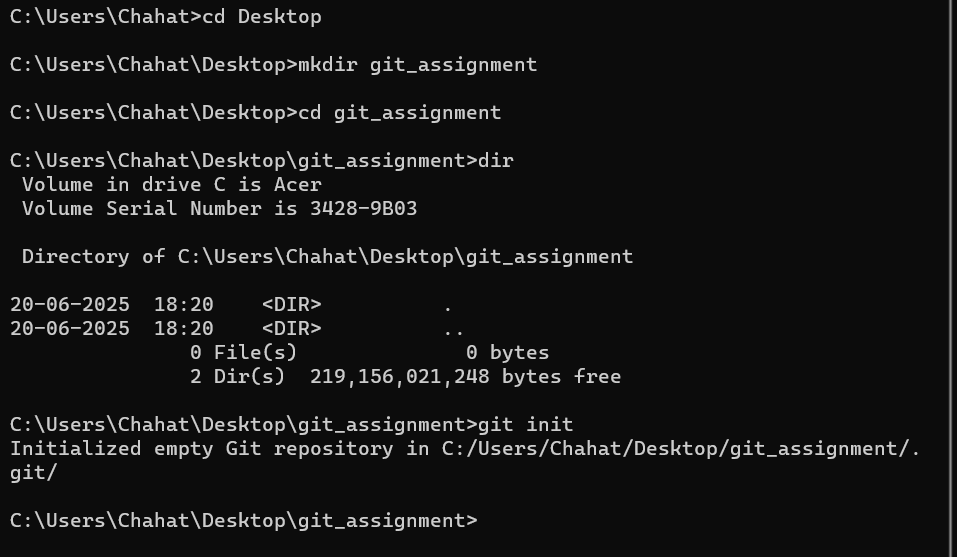 C:\Users\Chahat>cd Desktop
C:\Users\Chahat\Desktop>mkdir git_assignment
C:\Users\Chahat\Desktop>cd git_assignment
C:\Users\Chahat\Desktop\git_assignment>dir
 Volume in drive C is Acer
 Volume Serial Number is 3428-9B03
 Directory of C:\Users\Chahat\Desktop\git_assignment
20-06-2025  18:20    <DIR>          .
20-06-2025  18:20    <DIR>          ..
               0 File(s)              0 bytes
               2 Dir(s)  219,156,021,248 bytes free
C:\Users\Chahat\Desktop\git_assignment>git init
Initialized empty Git repository in C:/Users/Chahat/Desktop/git_assignment/.
git/
C:\Users\Chahat\Desktop\git_assignment>